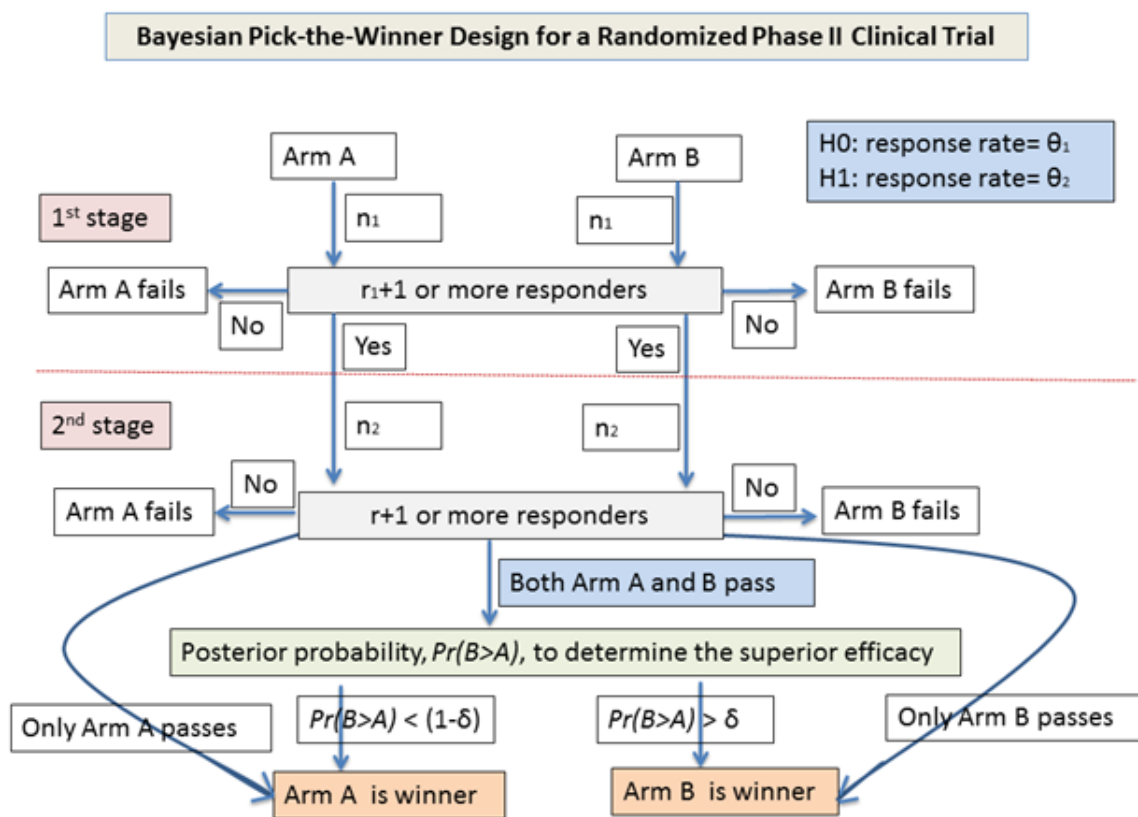 Bayesian Pick-the-Winner Design for a Randomized Phase II Clinical Trial
Arm A
Arm B
H0: response rate= θ₁
H1: response rate= θ₂
1st stage
n₁
n₁
Arm A fails
r₁+1 or more responders
Arm B fails
No
Yes
Yes
No
2nd stage
n₂
n₂
No
No
Arm A fails
r+1 or more responders
Arm B fails
Both Arm A and B pass
Posterior probability, Pr(B>A), to determine the superior efficacy
Only Arm A passes
Pr(B>A) < (1-δ)
Pr(B>A) > δ
Only Arm B passes
Arm A is winner
Arm B is winner